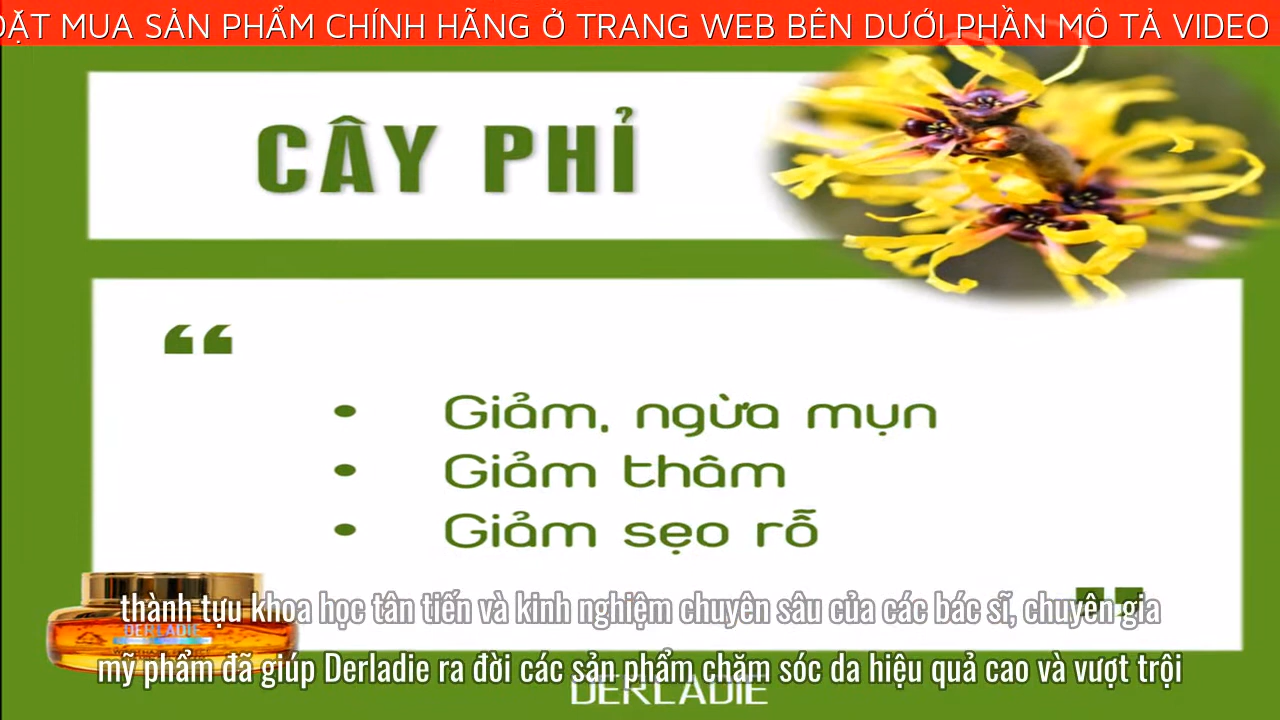 ĐẶT MUA SẢN PHẨM CHÍNH HÃNG Ở TRANG WEB BÊN DƯỚI PHẦN MÔ TẢ VIDEO
CÂY PHỈ
“
• Giảm, ngừa mụn
• Giảm thâm
• Giảm sẹo rỗ
thành tựu khoa học tân tiến và kinh nghiệm chuyên sâu của các bác sĩ, chuyên gia
DERLADIE
mỹ phẩm đã giúp Derladie ra đời các sản phẩm chăm sóc da hiệu quả cao và vượt trội
DERLADIE